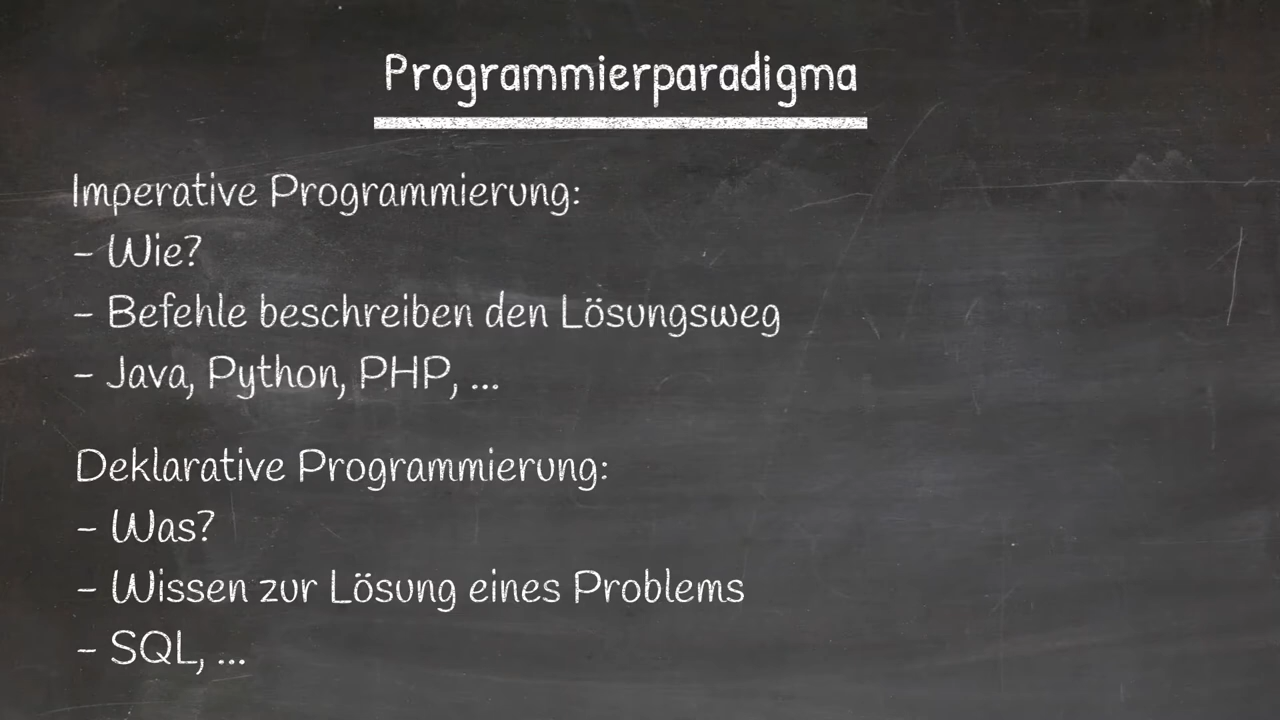 Programmierparadigma
Imperative Programmierung:
- Wie?
- Befehle beschreiben den Lösungsweg
- Java, Python, PHP, ...
Deklarative Programmierung:
- Was?
- Wissen zur Lösung eines Problems
- SQL, ...